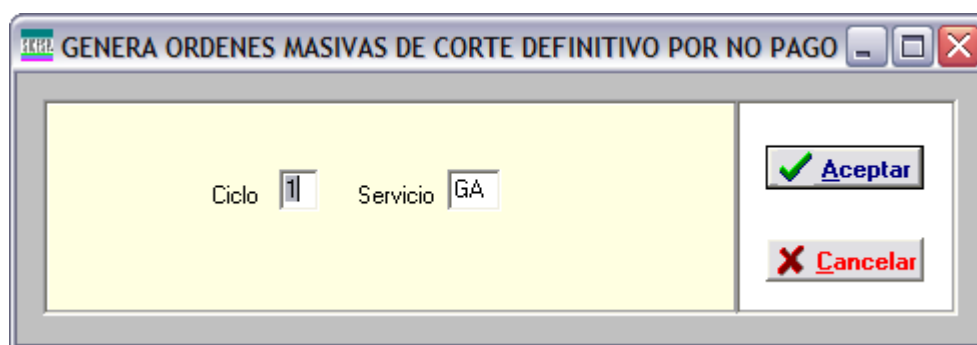 GENERA ORDENES MASIVAS DE CORTE DEFINITIVO POR NO PAGO
Ciclo 1 Servicio GA
Aceptar
Cancelar